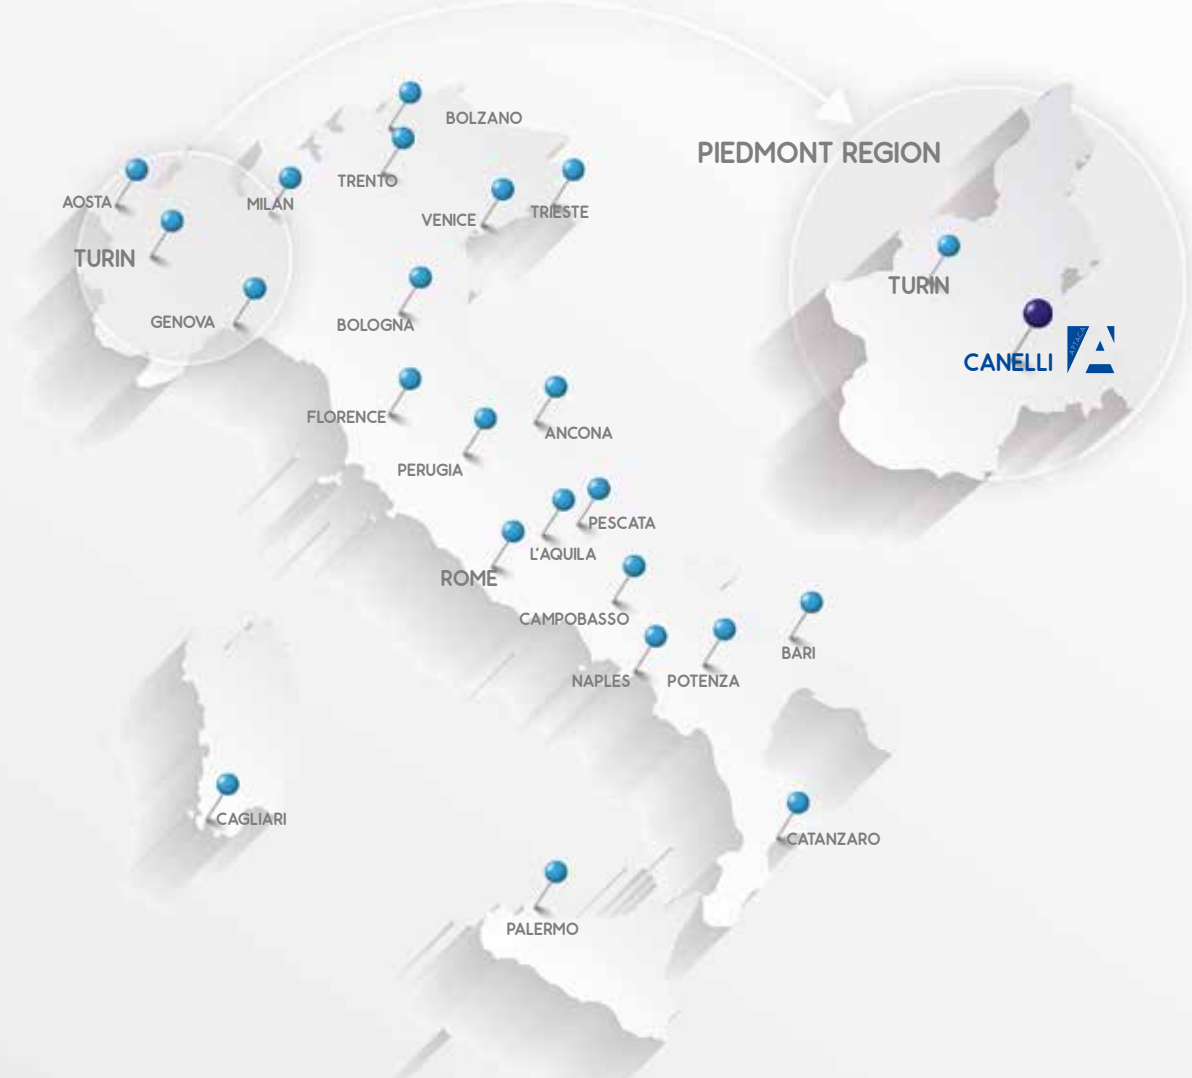 BOLZANO
PIEDMONT REGION
TRENTO
AOSTA
MILAN
VENICE
TRIESTE
TURIN
TURIN
GENOVA
BOLOGNA
APTACA
CANELLI
FLORENCE
ANCONA
PERUGIA
PESCATA
L'AQUILA
ROME
CAMPOBASSO
BARI
NAPLES
POTENZA
CAGLIARI
CATANZARO
PALERMO